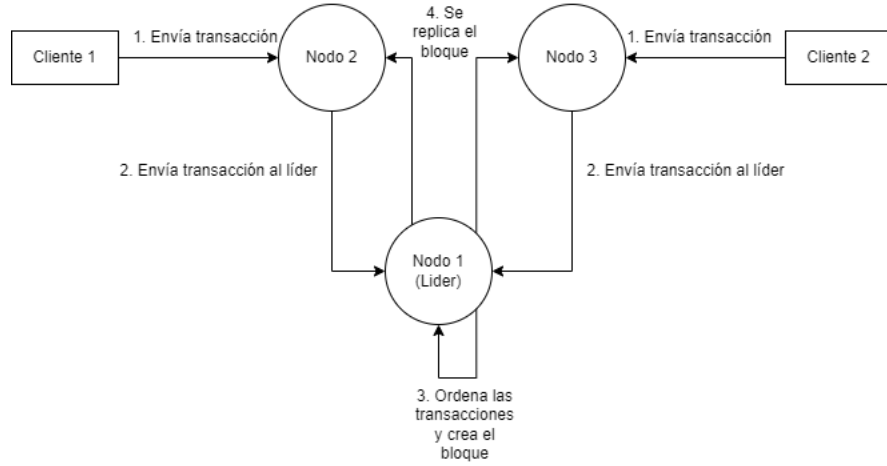 4. Se
replica el
bloque
1. Envía transacción
1. Envía transacción
Cliente 1
Nodo 2
Nodo 3
Cliente 2
2. Envía transacción al líder
2. Envía transacción al líder
Nodo 1
(Lider)
3. Ordena las
transacciones
y crea el
bloque